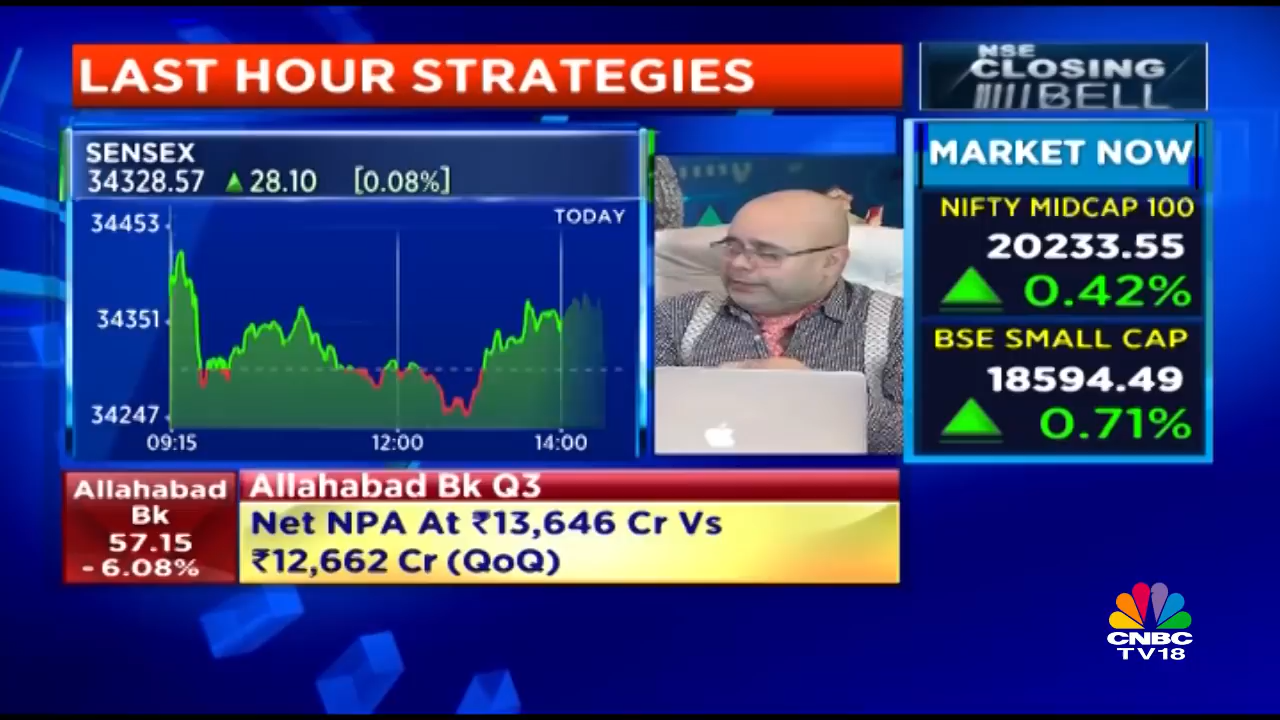 LAST HOUR STRATEGIES
NSE
CLOSING
BELL
SENSEX
34328.57 ▲ 28.10 [0.08%]
TODAY
34453
34351
34247
09:15 12:00 14:00
MARKET NOW
NIFTY MIDCAP 100
20233.55
▲ 0.42%
BSE SMALL CAP
18594.49
▲ 0.71%
Allahabad
Bk
57.15
- 6.08%
Allahabad Bk Q3
Net NPA At ₹13,646 Cr Vs
₹12,662 Cr (QoQ)
CNBC
TV18